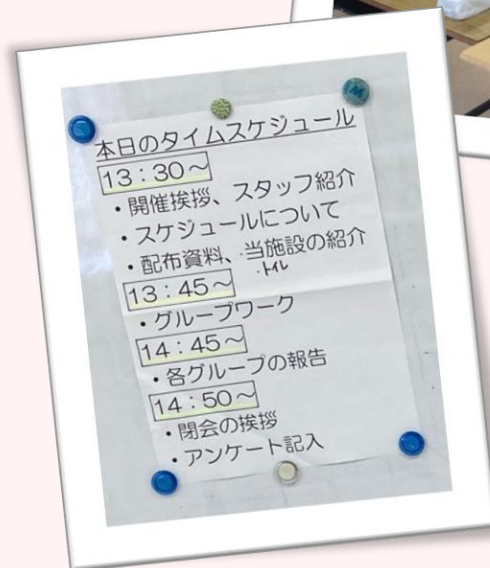 本日のタイムスケジュール
13:30～
・開催挨拶、スタッフ紹介
・スケジュールについて
・配布資料、当施設の紹介
・トイレ
13:45～
・グループワーク
14:45～
・各グループの報告
14:50～
・閉会の挨拶
・アンケート記入